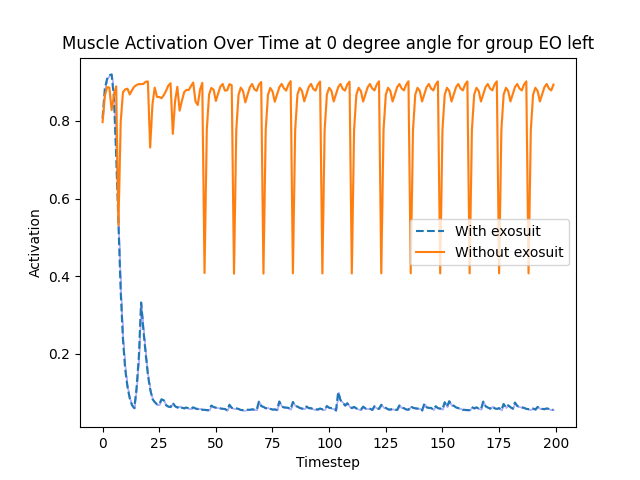 Muscle Activation Over Time at 0 degree angle for group EO left
Activation
0.8
0.6
0.4
0.2
With exosuit
Without exosuit
0 25 50 75 100 125 150 175 200
Timestep